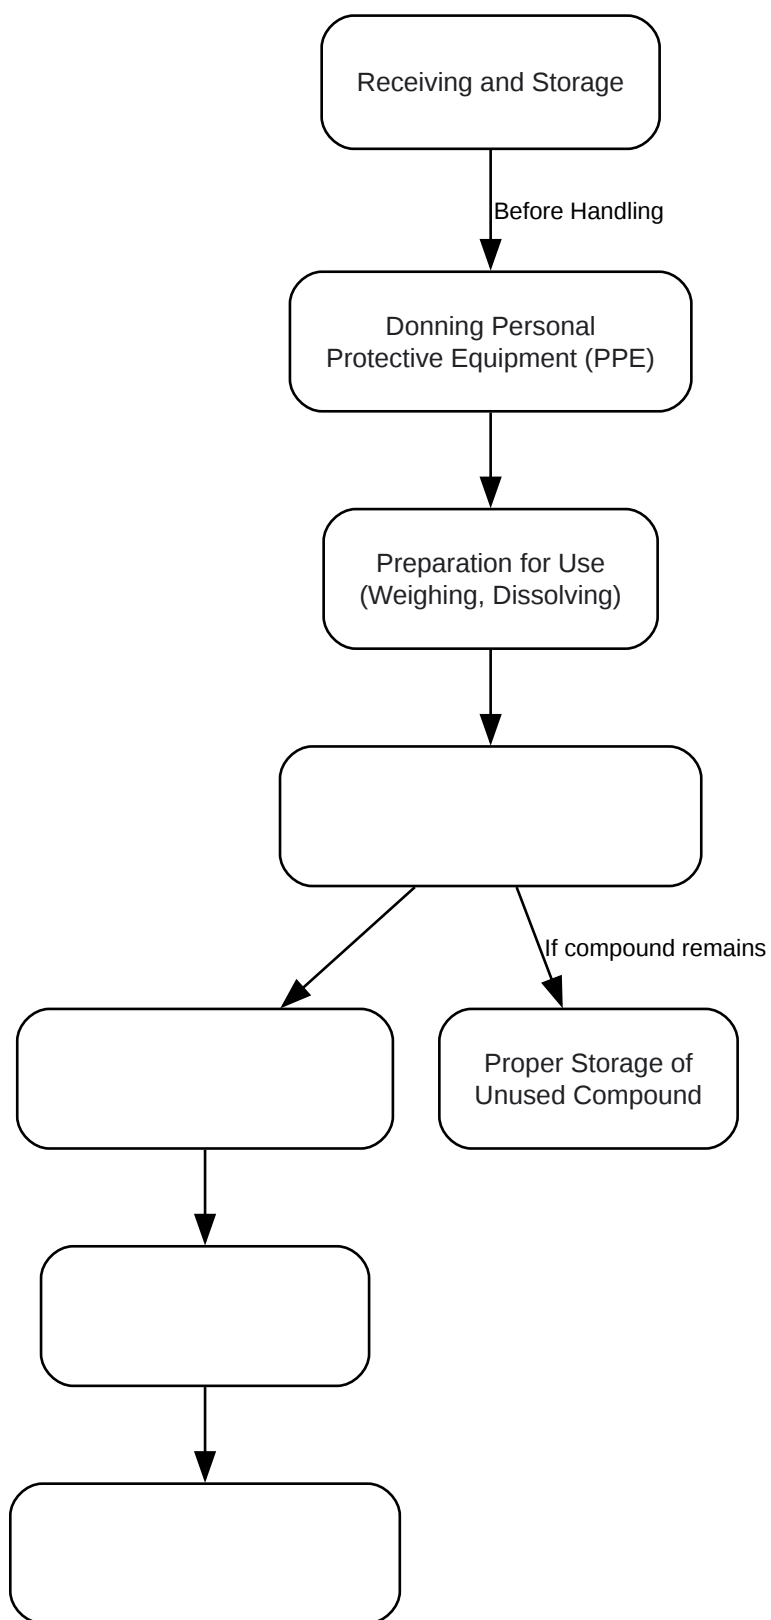 Receiving and Storage
Before Handling
Donning Personal
Protective Equipment (PPE)
Preparation for Use
(Weighing, Dissolving)
If compound remains
Proper Storage of
Unused Compound